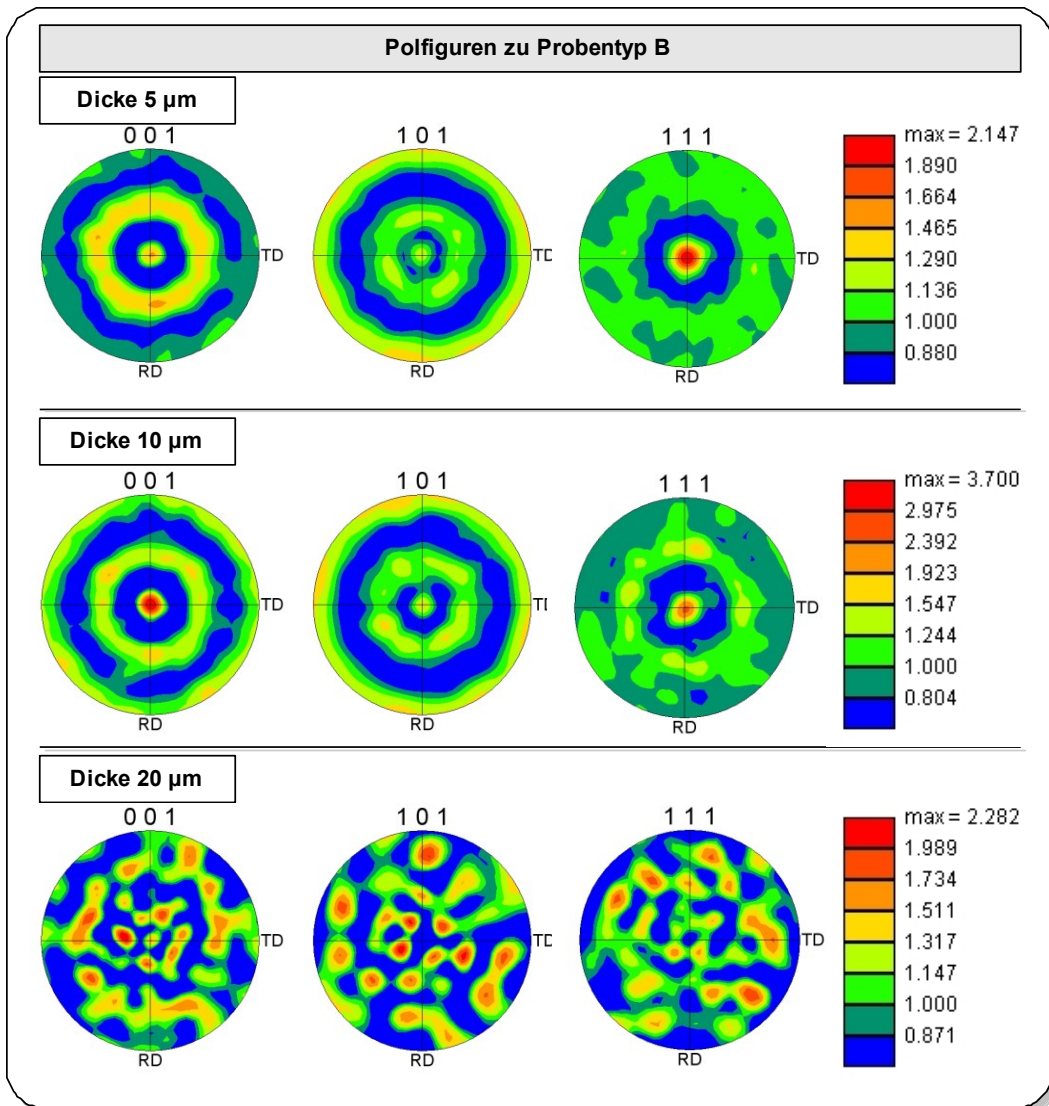 Polfiguren zu Probentyp B
Dicke 5 µm
0 0 1
1 0 1
1 1 1
TD
TD
TD
RD
RD
RD
max = 2.147
1.890
1.664
1.465
1.290
1.136
1.000
0.880
Dicke 10 µm
0 0 1
1 0 1
1 1 1
TD
TD
TD
RD
RD
RD
max = 3.700
2.975
2.392
1.923
1.547
1.244
1.000
0.804
Dicke 20 µm
0 0 1
1 0 1
1 1 1
TD
TD
TD
RD
RD
RD
max = 2.282
1.989
1.734
1.511
1.317
1.147
1.000
0.871